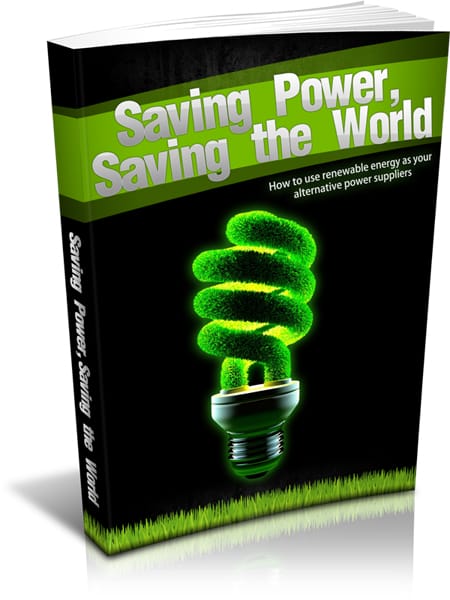 Saving Power,
Saving the World
How to use renewable energy as your
alternative power suppliers
Saving Power, Saving the World